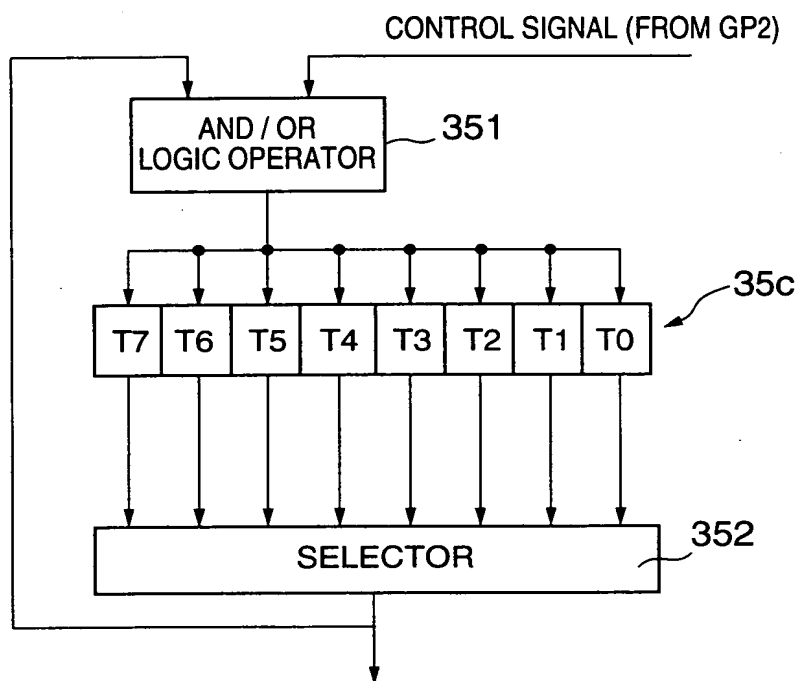 CONTROL SIGNAL (FROM GP2)
AND / OR
LOGIC OPERATOR
351
35c
T7 T6 T5 T4 T3 T2 T1 T0
SELECTOR
352